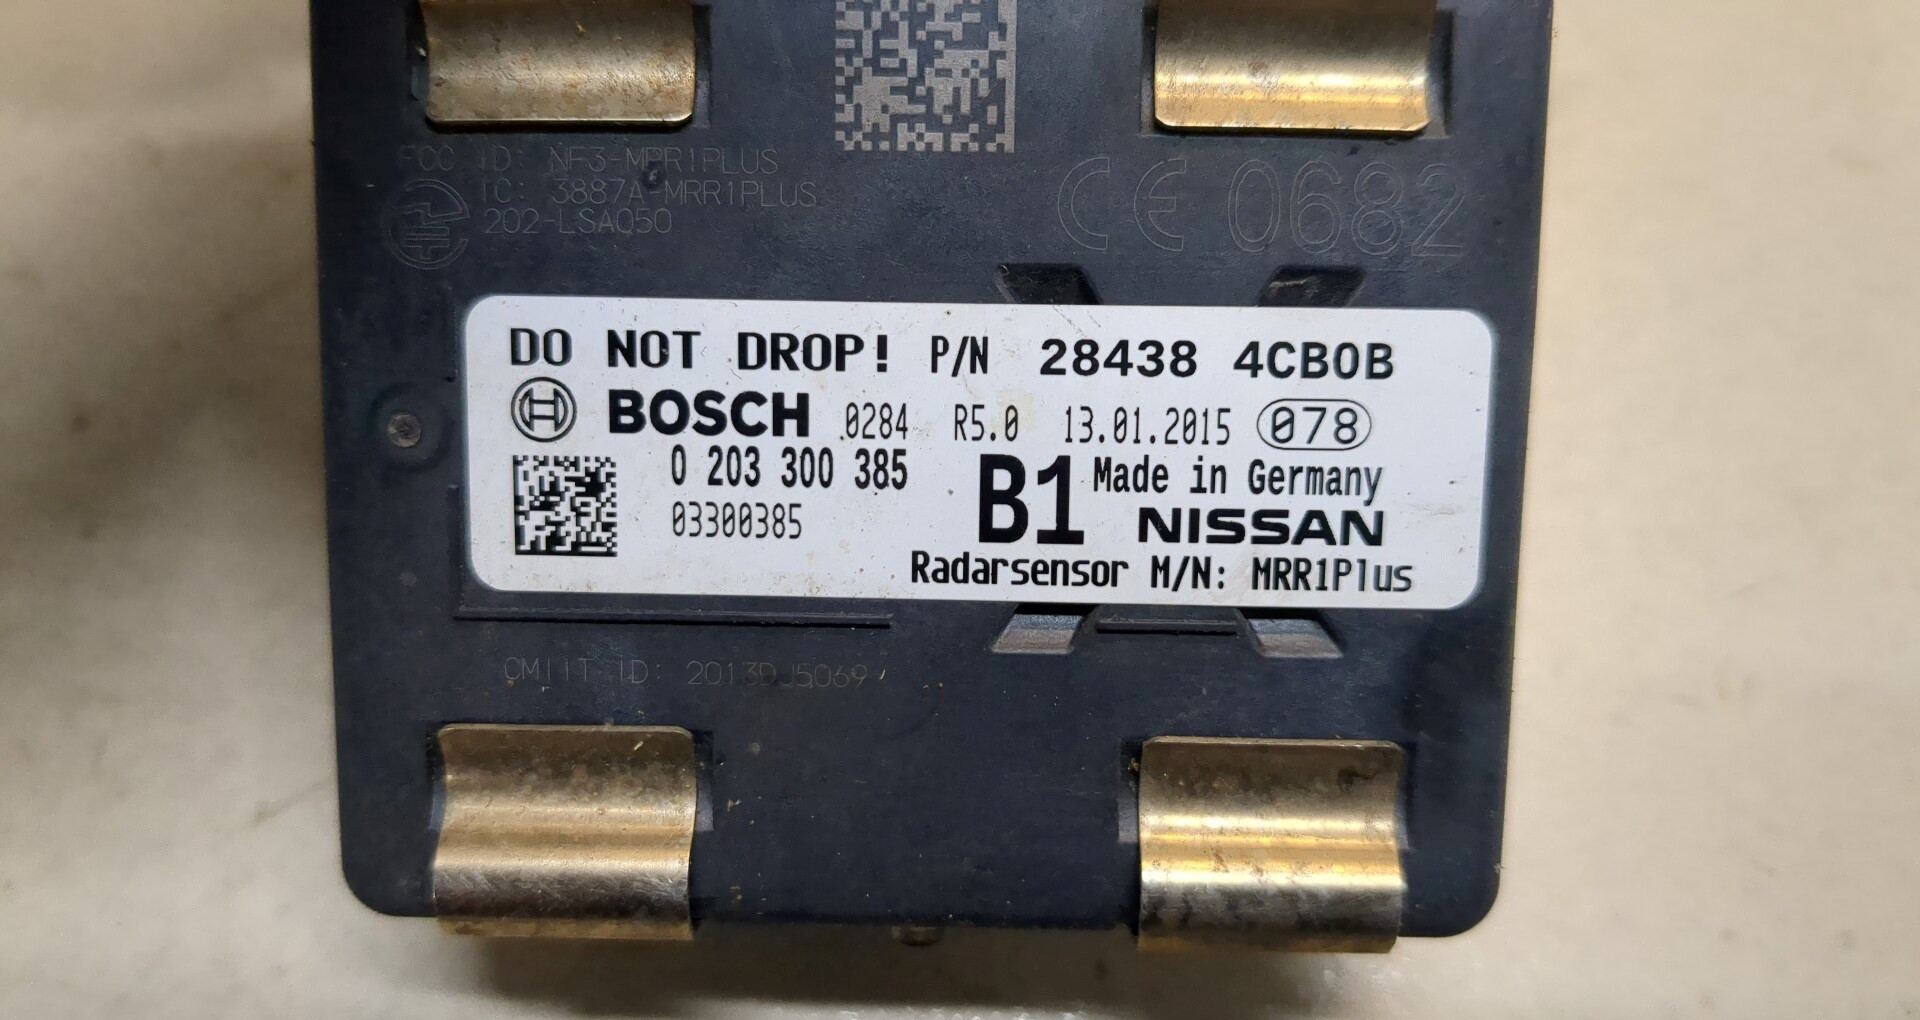 FCC ID: NF3-MRR1PLUS
IC: 3887A-MRR1PLUS
202-LSA050
CE 0682
DO NOT DROP! P/N 28438 4CB0B
BOSCH 0284 R5.0 13.01.2015 078
0 203 300 385 B1 Made in Germany
03300385 NISSAN
Radarsensor M/N: MRR1Plus
CMIIT ID: 2013DJ5069